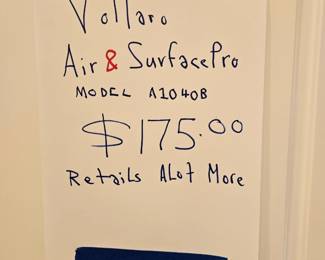 Vollaro
Air & SurfacePro
MODEL A1040B
$175.00
Retails ALot More